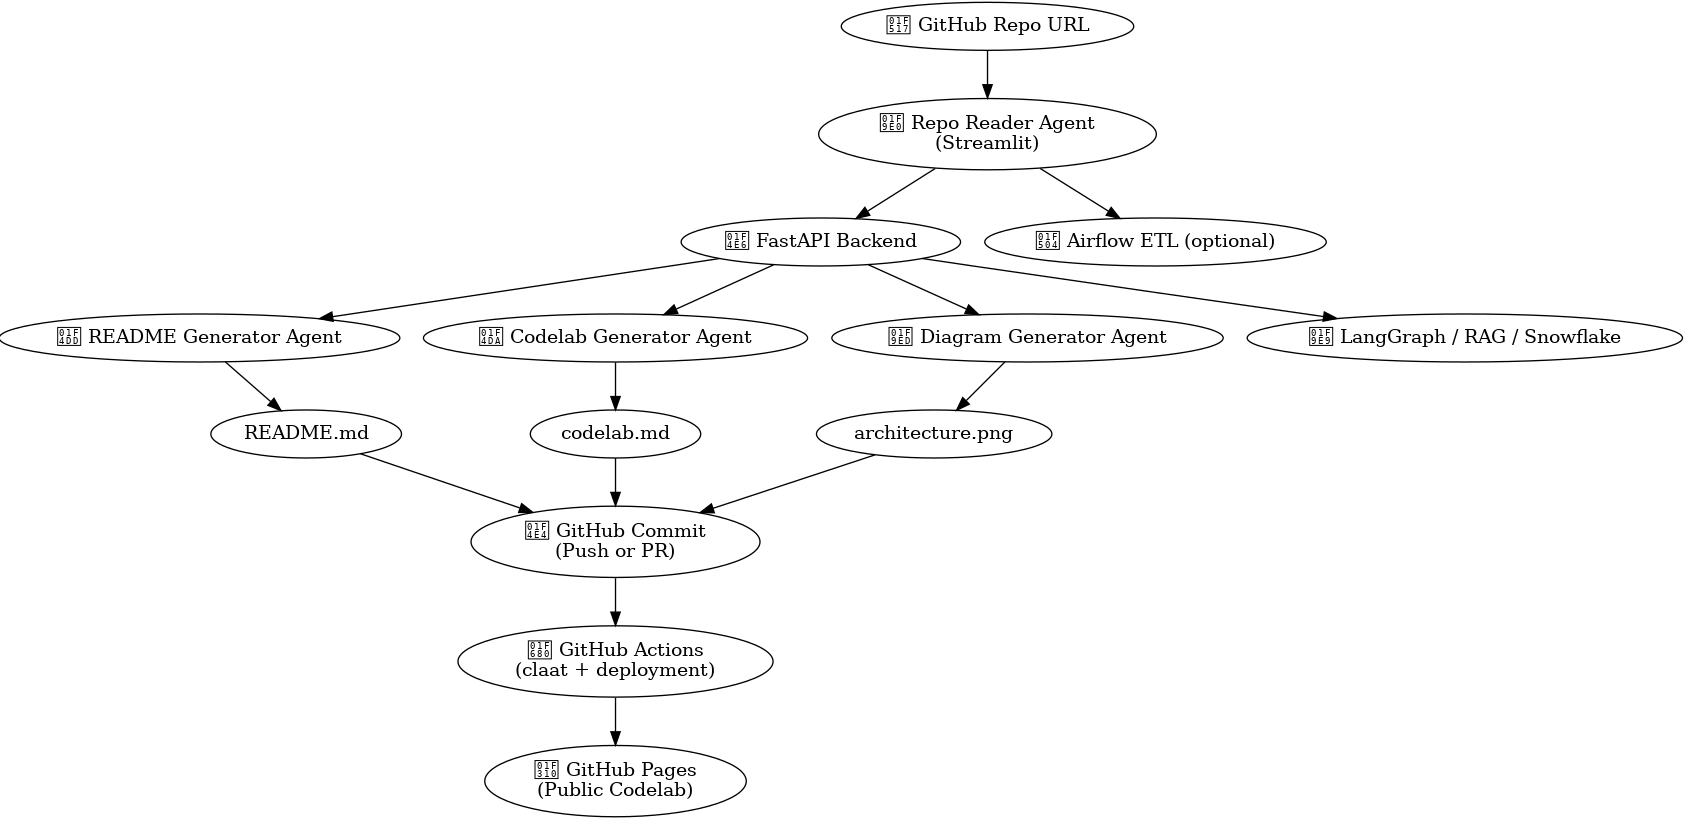 GitHub Repo URL
Repo Reader Agent
(Streamlit)
FastAPI Backend
Airflow ETL (optional)
README Generator Agent
Codelab Generator Agent
Diagram Generator Agent
LangGraph / RAG / Snowflake
README.md
codelab.md
architecture.png
GitHub Commit
(Push or PR)
GitHub Actions
(claat + deployment)
GitHub Pages
(Public Codelab)